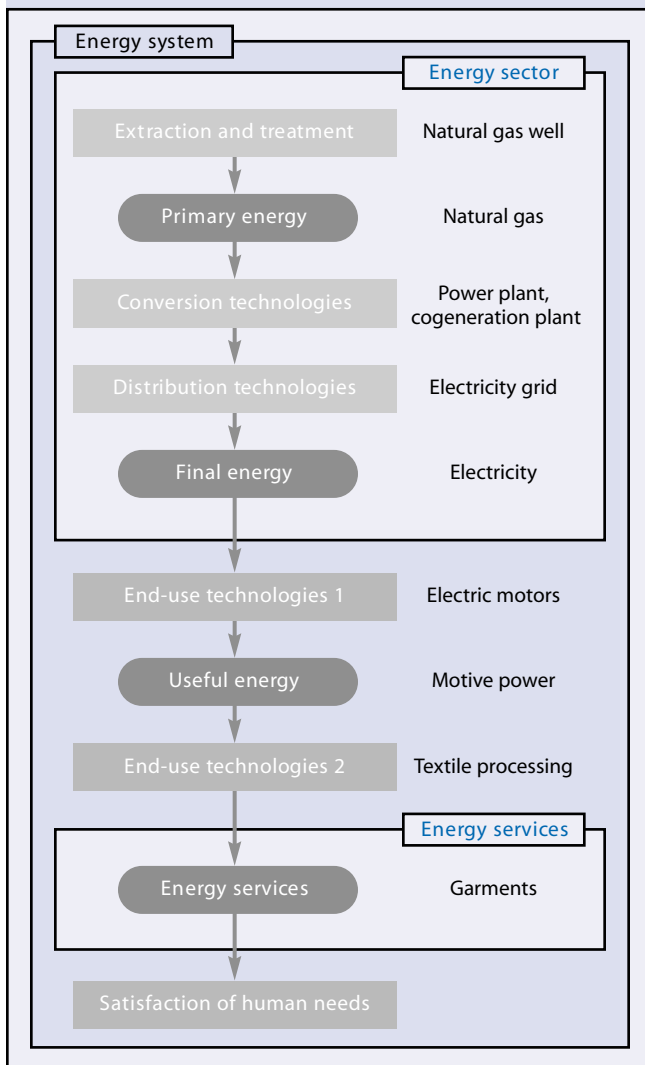 Energy system
Energy sector
Extraction and treatment Natural gas well
Primary energy Natural gas
Conversion technologies Power plant,
cogeneration plant
Distribution technologies Electricity grid
Final energy Electricity
End-use technologies 1 Electric motors
Useful energy Motive power
End-use technologies 2 Textile processing
Energy services
Energy services Garments
Satisfaction of human needs